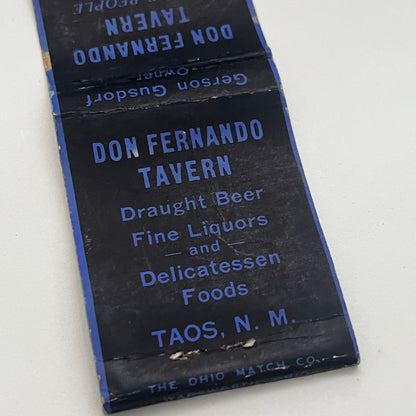 PEOPLE
DON FERNANDO
TAVERN
Gerson Gusdorf
Owner
DON FERNANDO
TAVERN
Draught Beer
Fine Liquors
— and —
Delicatessen
Foods
TAOS, N. M.
THE OHIO MATCH CO.